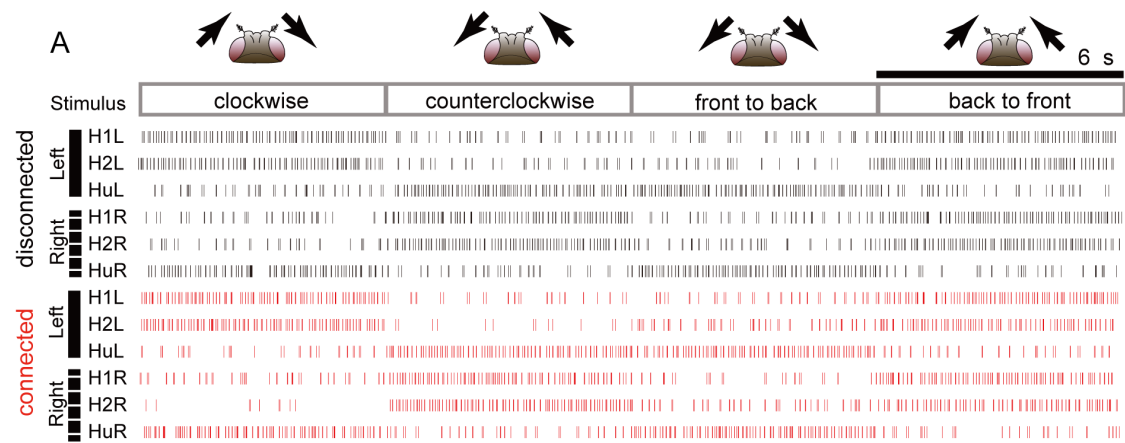 A
6 s
Stimulus clockwise counterclockwise front to back back to front
disconnected
Left
H1L
H2L
HuL
Right
H1R
H2R
HuR
connected
Left
H1L
H2L
HuL
Right
H1R
H2R
HuR